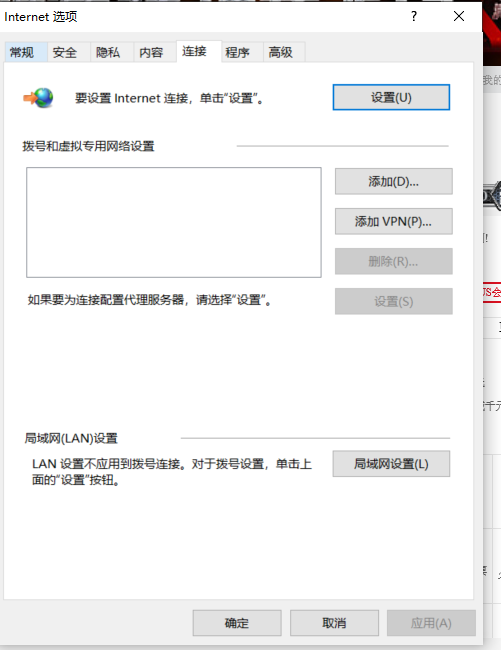 Internet 选项
常规 安全 隐私 内容 连接 程序 高级
我的
要设置 Internet 连接，单击“设置”。
设置(U)
拨号和虚拟专用网络设置
添加(D)...
添加 VPN(P)...
删除(R)...
如果要为连接配置代理服务器，请选择“设置”。
设置(S)
局域网(LAN)设置
LAN 设置不应用到拨号连接。对于拨号设置，单击上
面的“设置”按钮。
局域网设置(L)
确定
取消
应用(A)